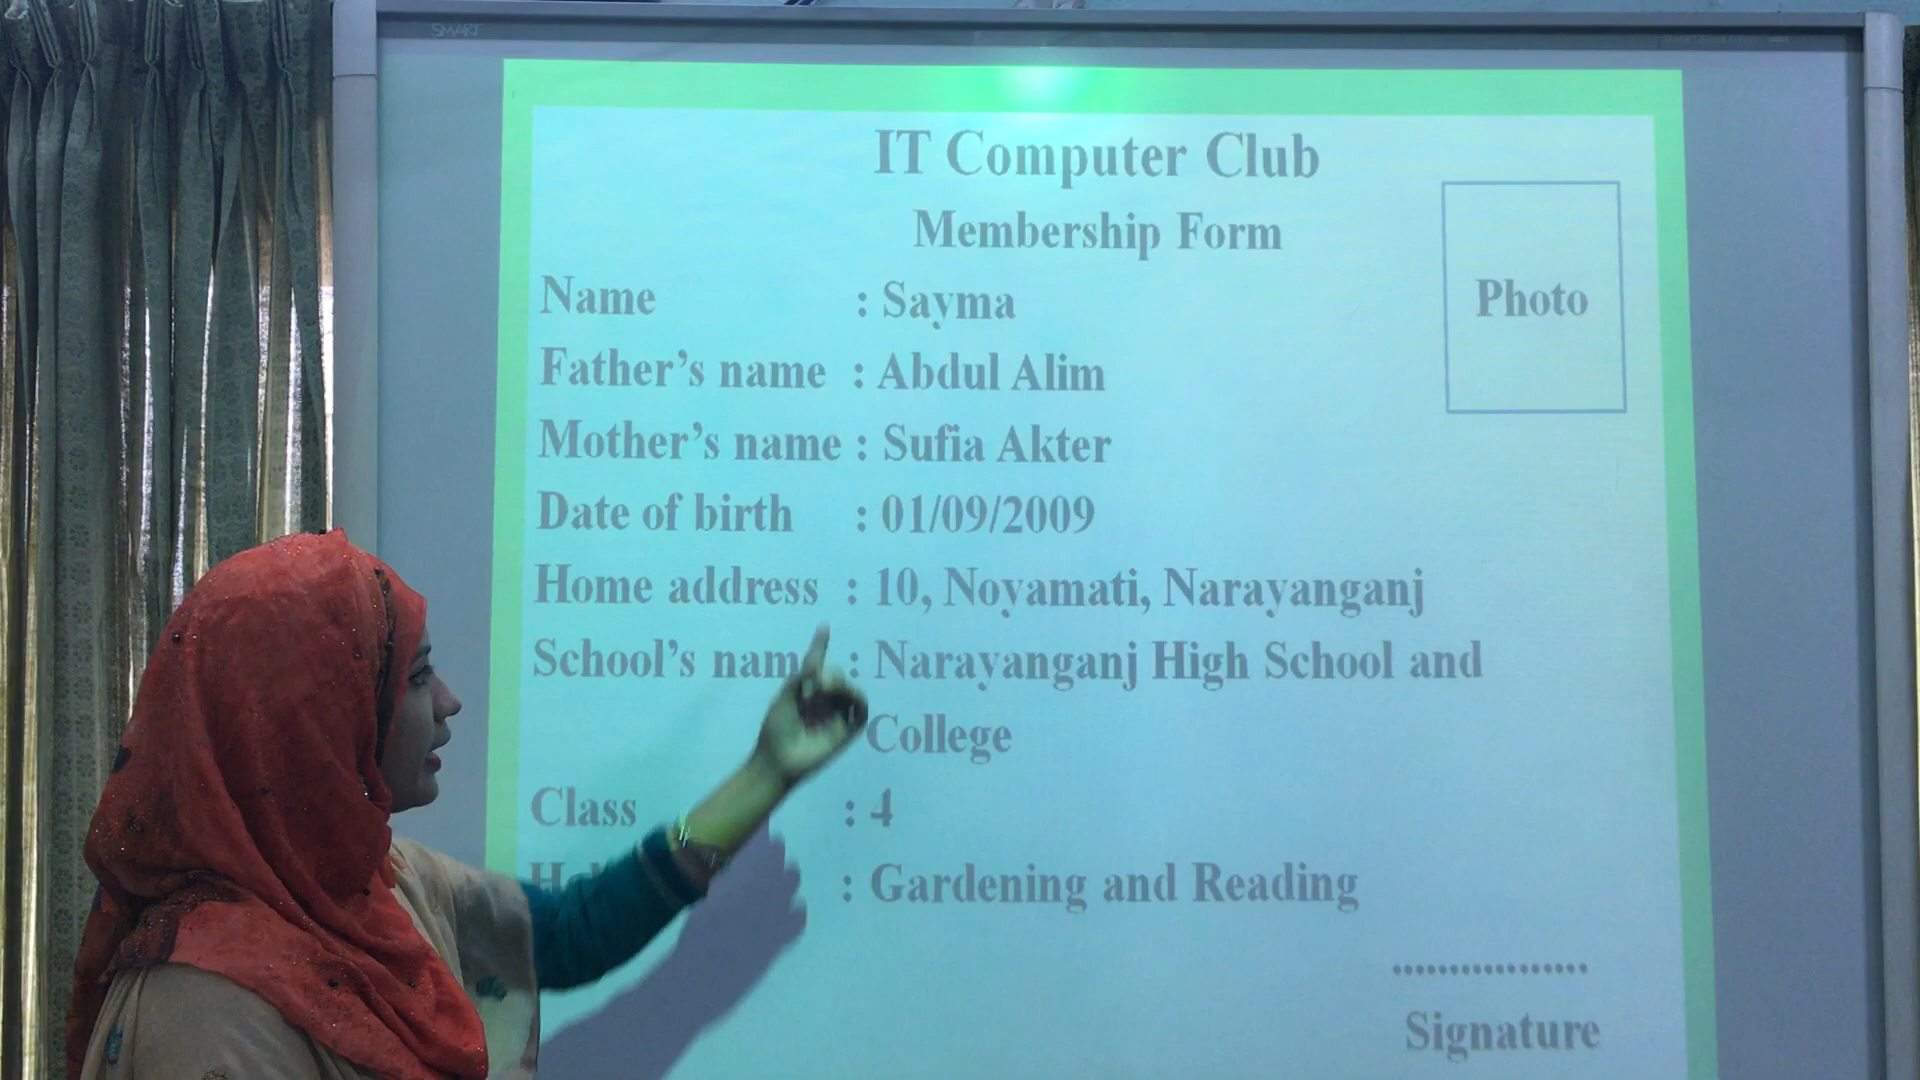 SMART
IT Computer Club
Membership Form
Photo
Name : Sayma
Father’s name : Abdul Alim
Mother’s name : Sufia Akter
Date of birth : 01/09/2009
Home address : 10, Noyamati, Narayanganj
School’s nam : Narayanganj High School and
College
Class : 4
: Gardening and Reading
.................
Signature